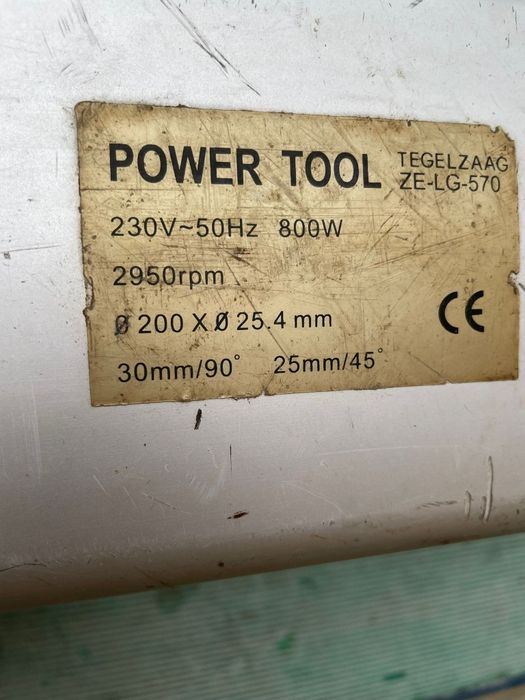 POWER TOOL TEGELZAAG
ZE-LG-570
230V~50Hz 800W
2950rpm
Ø 200 X Ø 25.4 mm
CE
30mm/90° 25mm/45°